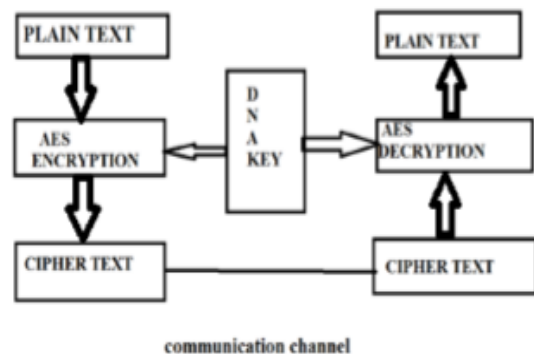 PLAIN TEXT
AES
ENCRYPTION
CIPHER TEXT
D
N
A
KEY
PLAIN TEXT
AES
DECRYPTION
CIPHER TEXT
communication channel